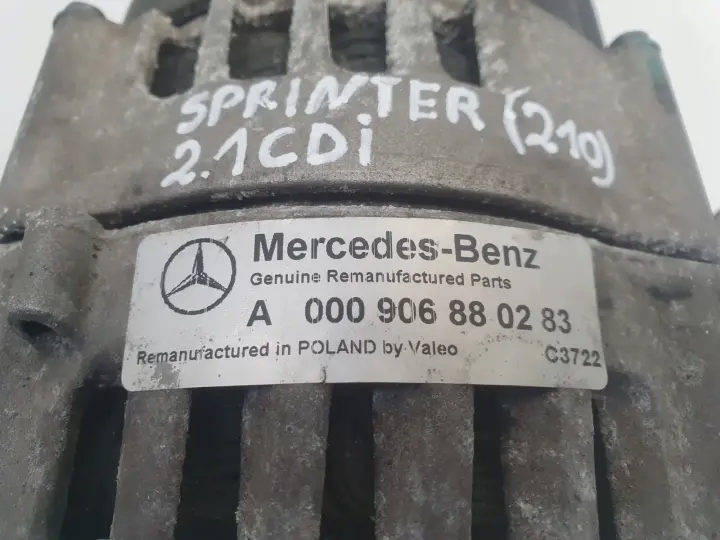 SPRINTER (210)
2.1CDi
Mercedes-Benz
Genuine Remanufactured Parts
A 000 906 88 02 83
Remanufactured in POLAND by Valeo C3722